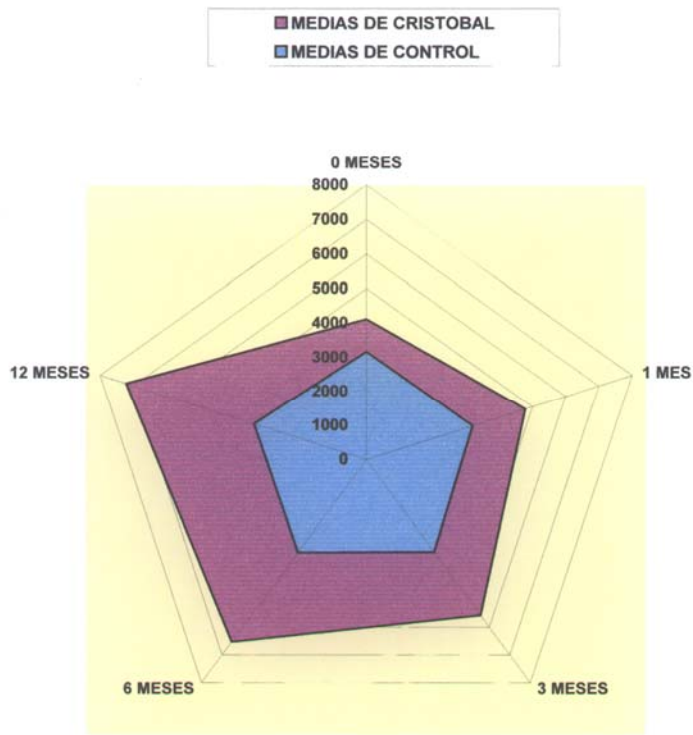 MEDIAS DE CRISTOBAL
MEDIAS DE CONTROL
0 MESES
8000
7000
6000
5000
4000
3000
2000
1000
0
12 MESES
1 MES
6 MESES
3 MESES